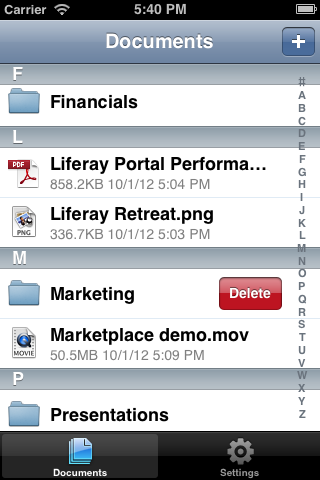 Carrier 5:40 PM
Documents +
F
Financials
L
PDF
Liferay Portal Performa...
858.2KB 10/1/12 5:04 PM
Liferay Retreat.png
PNG
336.7KB 10/1/12 5:03 PM
M
Marketing Delete
Marketplace demo.mov
MOVIE
50.5MB 10/1/12 5:09 PM
P
Presentations
#
A
B
C
D
E
F
G
H
I
J
K
L
M
N
O
P
Q
R
S
T
U
V
W
X
Y
Z
Documents Settings